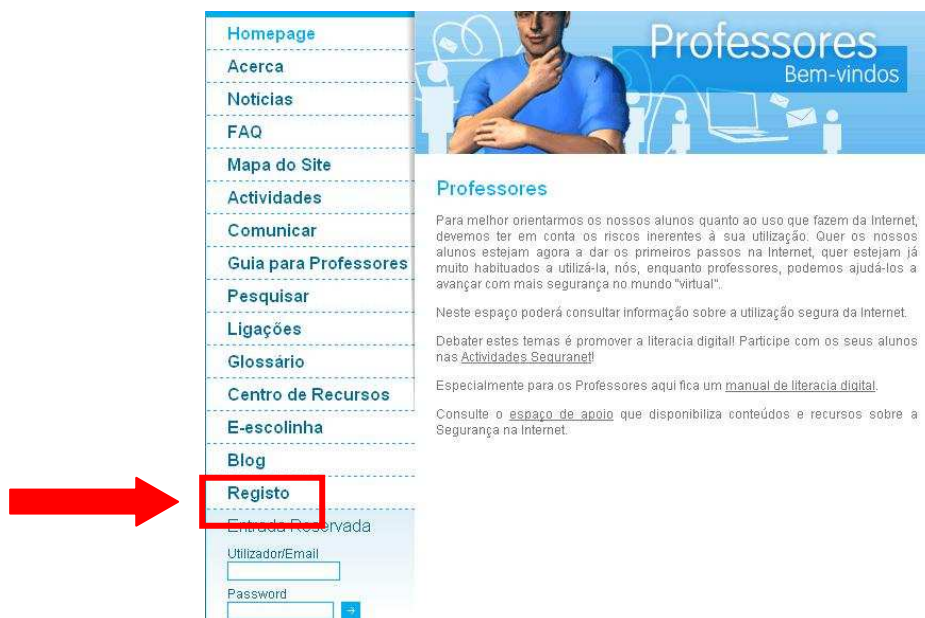 Homepage
Acerca
Notícias
FAQ
Mapa do Site
Actividades
Comunicar
Guia para Professores
Pesquisar
Ligações
Glossário
Centro de Recursos
E-escolinha
Blog
Registo
Entrada Reservada
Utilizador/Email
Password
Professores
Bem-vindos
Professores
Para melhor orientarmos os nossos alunos quanto ao uso que fazem da Internet,
devemos ter em conta os riscos inerentes à sua utilização. Quer os nossos
alunos estejam agora a dar os primeiros passos na Internet, quer estejam já
muito habituados a utilizá-la, nós, enquanto professores, podemos ajudá-los a
avançar com mais segurança no mundo "virtual".
Neste espaço poderá consultar informação sobre a utilização segura da Internet.
Debater estes temas é promover a literacia digital! Participe com os seus alunos
nas Actividades Seguranet!
Especialmente para os Professores aqui fica um manual de literacia digital.
Consulte o espaço de apoio que disponibiliza conteúdos e recursos sobre a
Segurança na Internet.